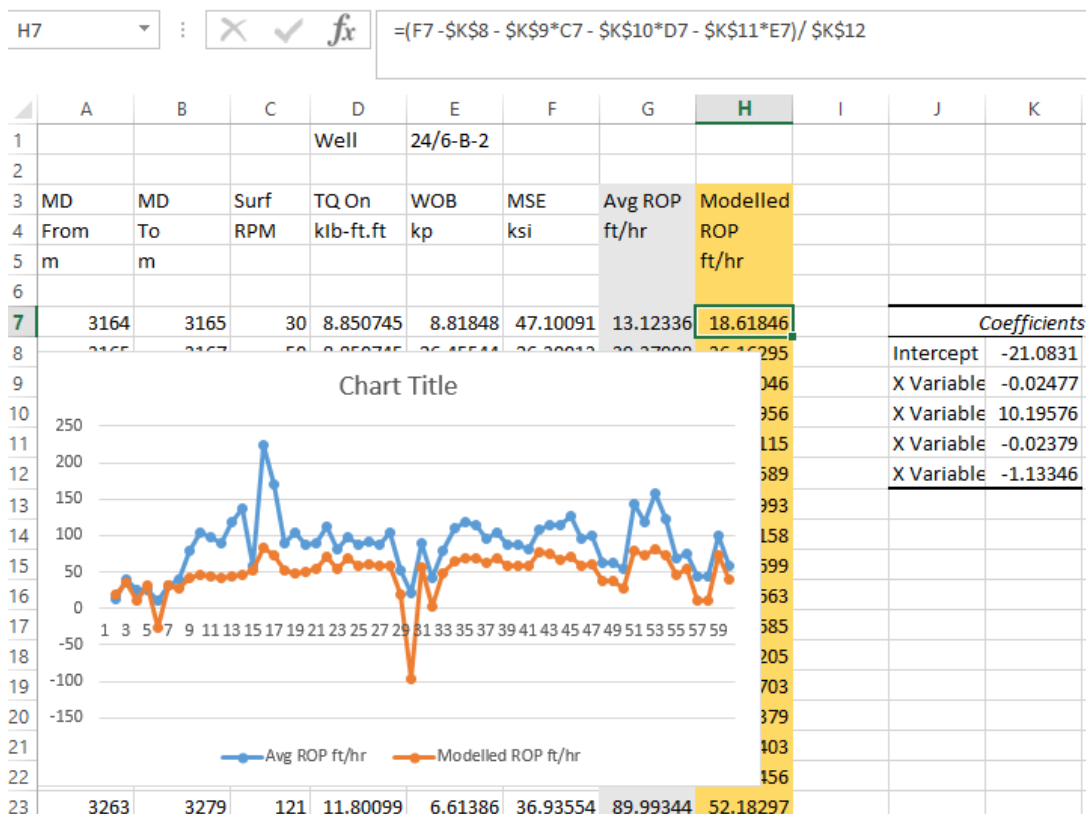 H7 fx =(F7 -$K$8 - $K$9*C7 - $K$10*D7 - $K$11*E7)/ $K$12
A B C D E F G H I J K
1 Well 24/6-B-2
2
3 MD MD Surf TQ On WOB MSE Avg ROP Modelled
4 From To RPM klb-ft.ft kp ksi ft/hr ROP
5 m m ft/hr
6
7 3164 3165 30 8.850745 8.81848 47.10091 13.12336 18.61846 Coefficients
8 295 Intercept -21.0831
9 046 X Variable -0.02477
10 956 X Variable 10.19576
11 115 X Variable -0.02379
12 589 X Variable -1.13346
13 993
14 158
15 599
16 563
17 585
18 205
19 703
20 379
21 403
22 456
23 3263 3279 121 11.80099 6.61386 36.93554 89.99344 52.18297
Chart Title
250
200
150
100
50
0
1 3 5 7 9 11 13 15 17 19 21 23 25 27 29 31 33 35 37 39 41 43 45 47 49 51 53 55 57 59
-50
-100
-150
Avg ROP ft/hr Modelled ROP ft/hr